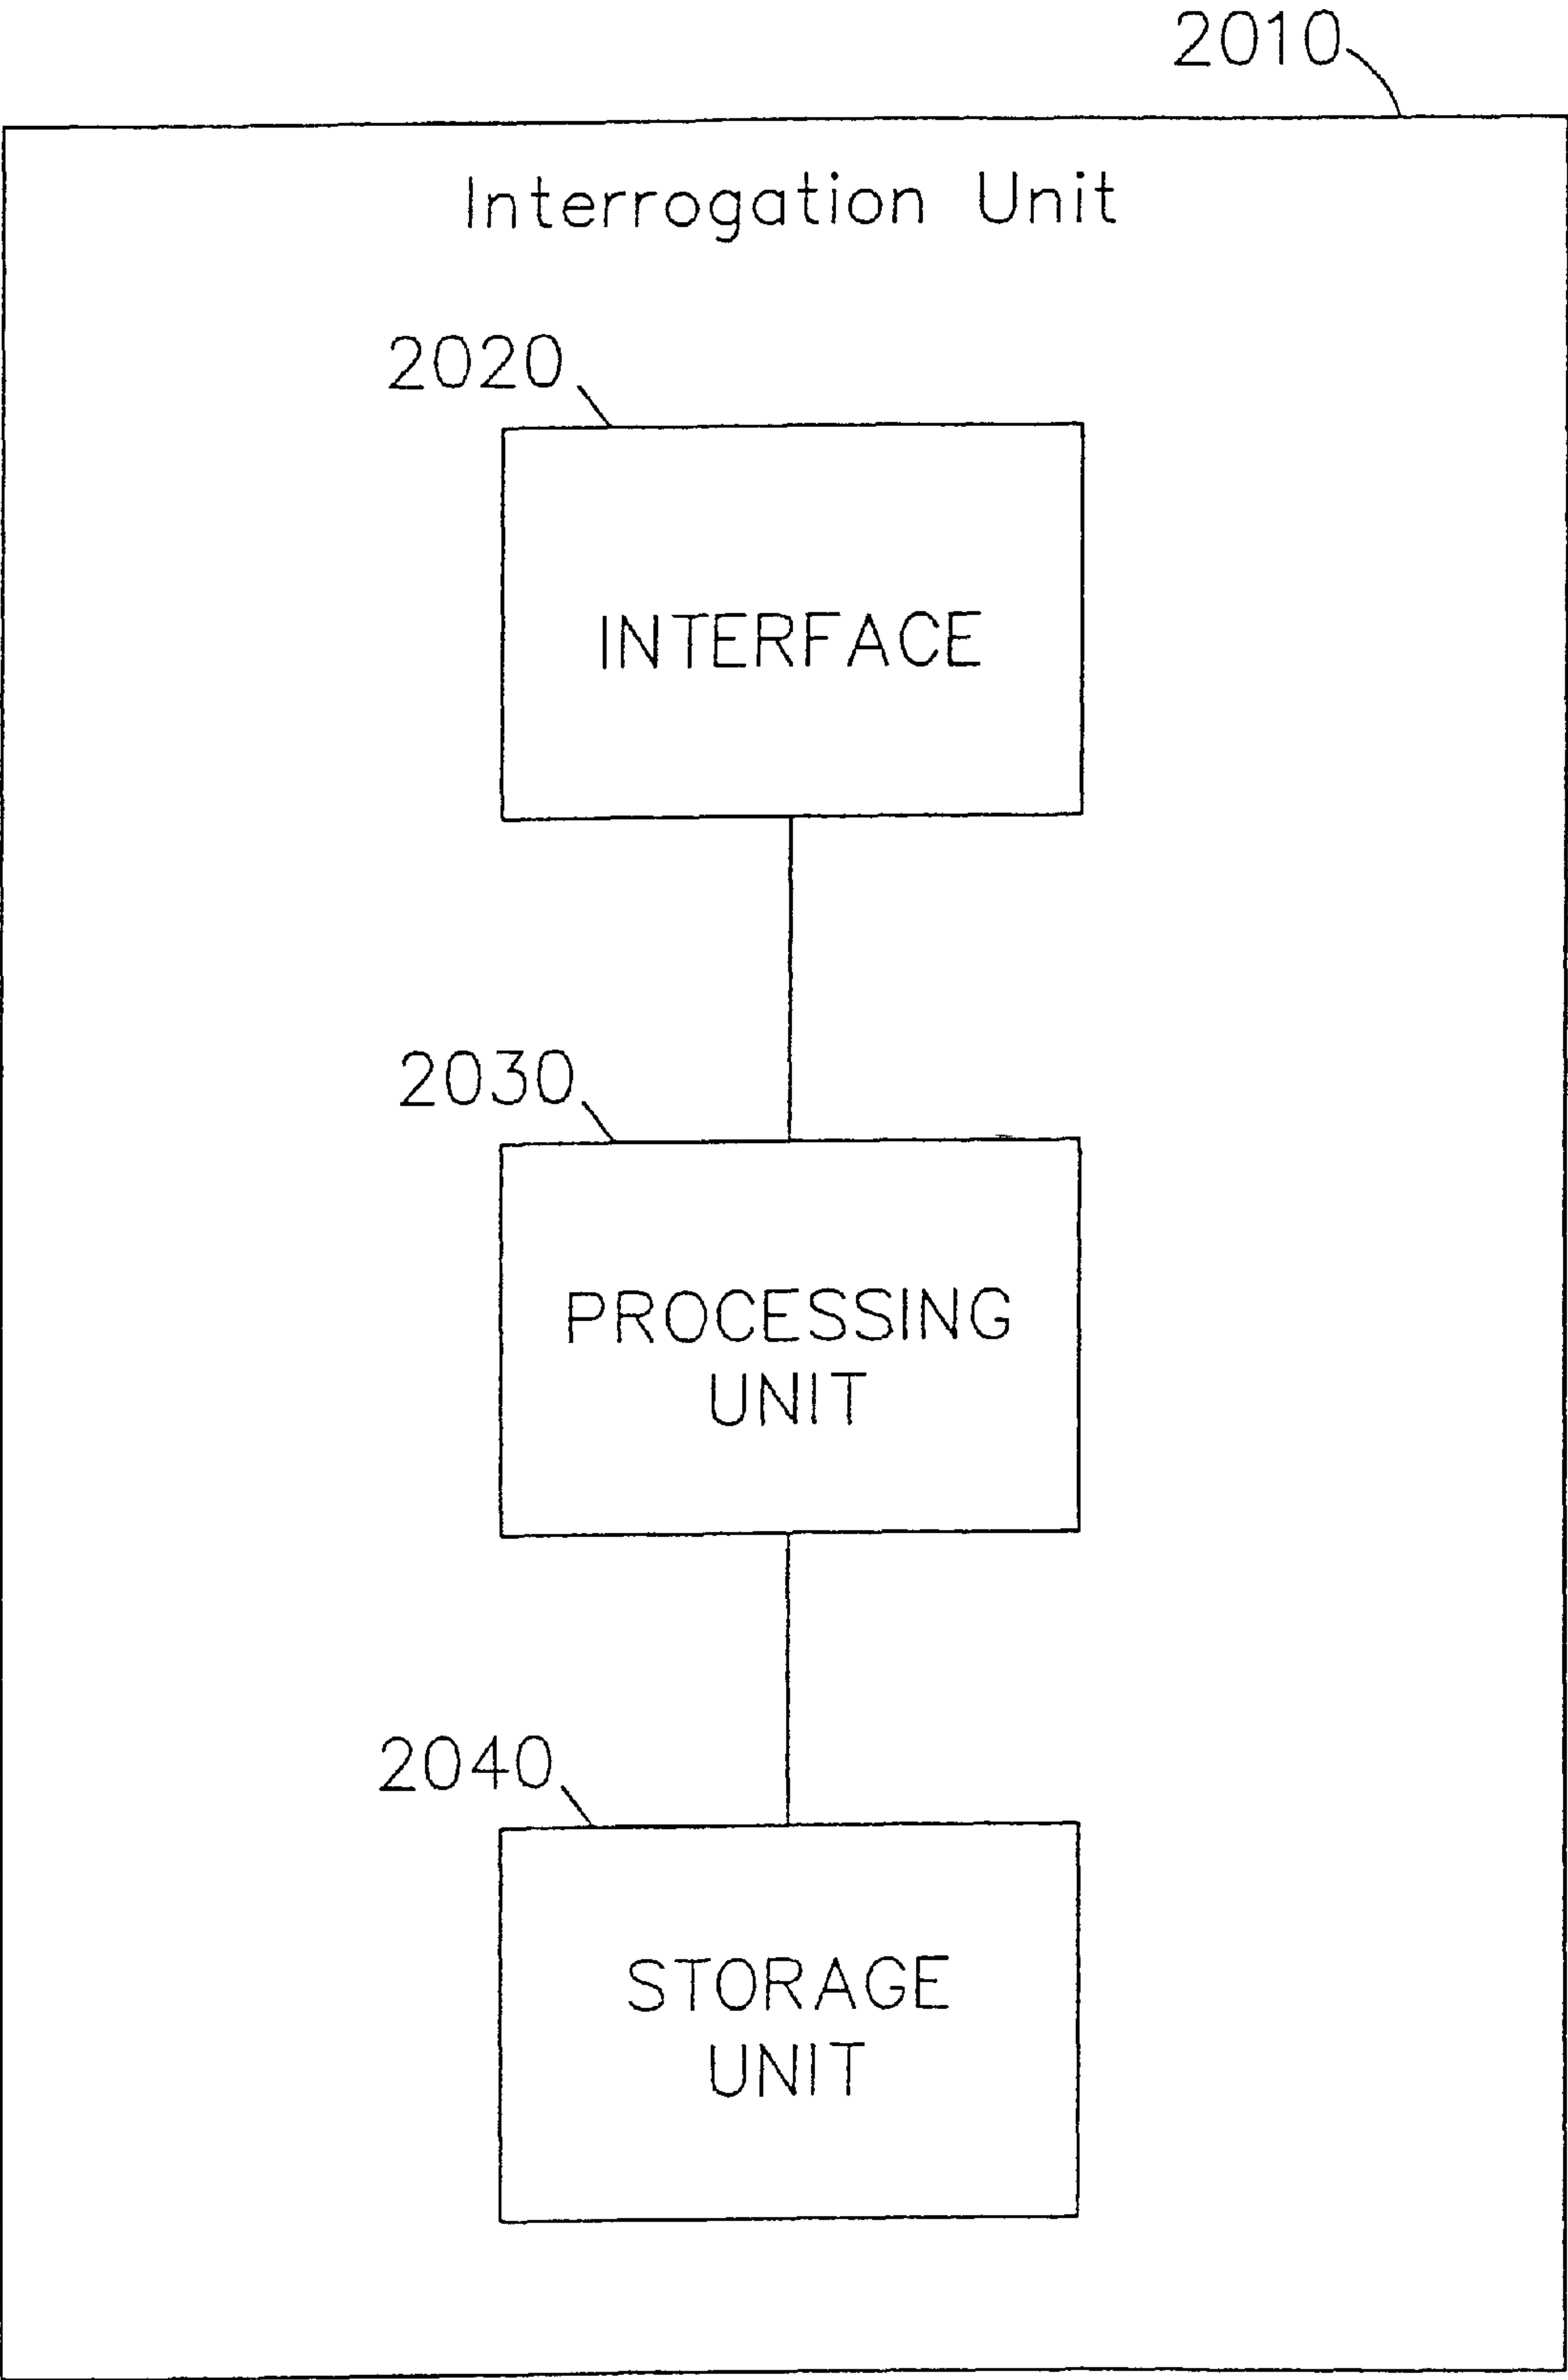 2010
Interrogation Unit
2020
INTERFACE
2030
PROCESSING
UNIT
2040
STORAGE
UNIT